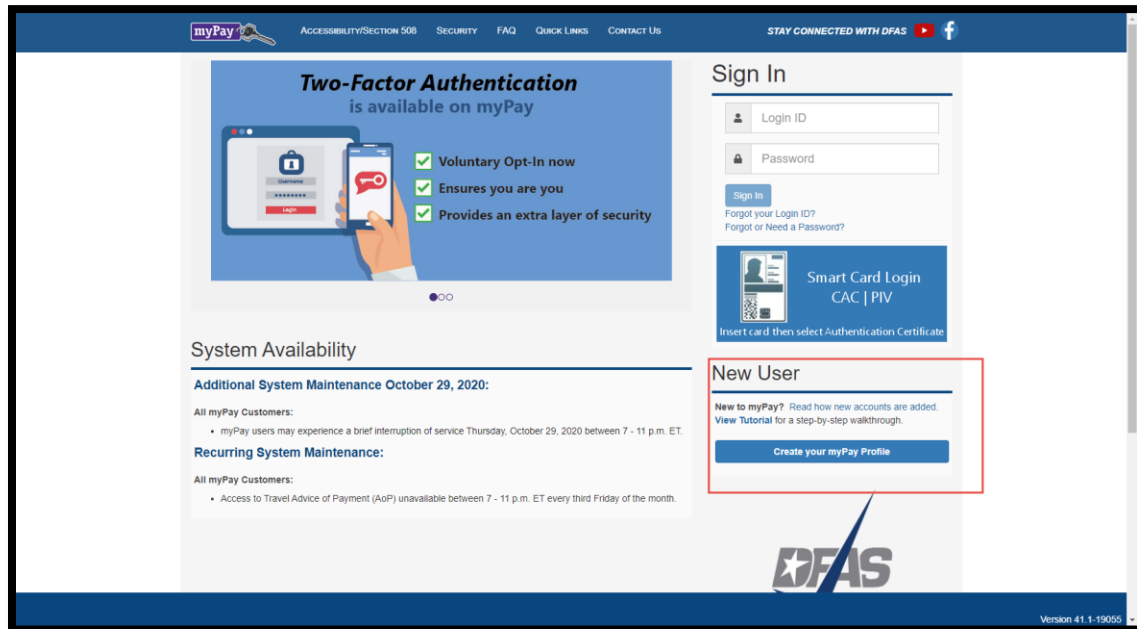 myPay
ACCESSIBILITY/SECTION 508 SECURITY FAQ QUICK LINKS CONTACT US
STAY CONNECTED WITH DFAS
Two-Factor Authentication
is available on myPay
Username
********
Login
Voluntary Opt-In now
Ensures you are you
Provides an extra layer of security
System Availability
Additional System Maintenance October 29, 2020:
All myPay Customers:
• myPay users may experience a brief interruption of service Thursday, October 29, 2020 between 7 - 11 p.m. ET.
Recurring System Maintenance:
All myPay Customers:
• Access to Travel Advice of Payment (AoP) unavailable between 7 - 11 p.m. ET every third Friday of the month.
Sign In
Login ID
Password
Sign In
Forgot your Login ID?
Forgot or Need a Password?
Smart Card Login
CAC | PIV
Insert card then select Authentication Certificate
New User
New to myPay? Read how new accounts are added.
View Tutorial for a step-by-step walkthrough.
Create your myPay Profile
DFAS
Version 41.1-19055